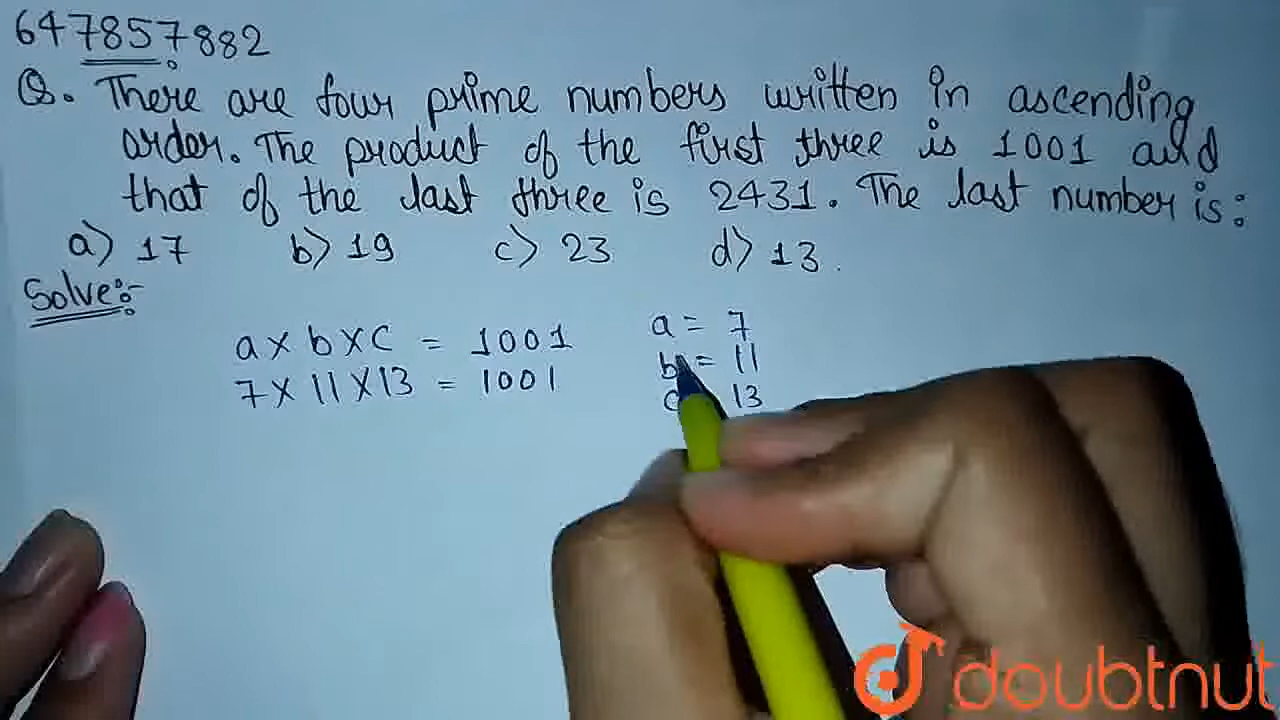 647857882
Q. There are four prime numbers written in ascending
order. The product of the first three is 1001 and
that of the last three is 2431. The last number is:
a) 17 b) 19 c) 23 d) 13.
Solve:-
a x b x c = 1001 a = 7
7 x 11 x 13 = 1001 b = 11
c 13
doubtnut